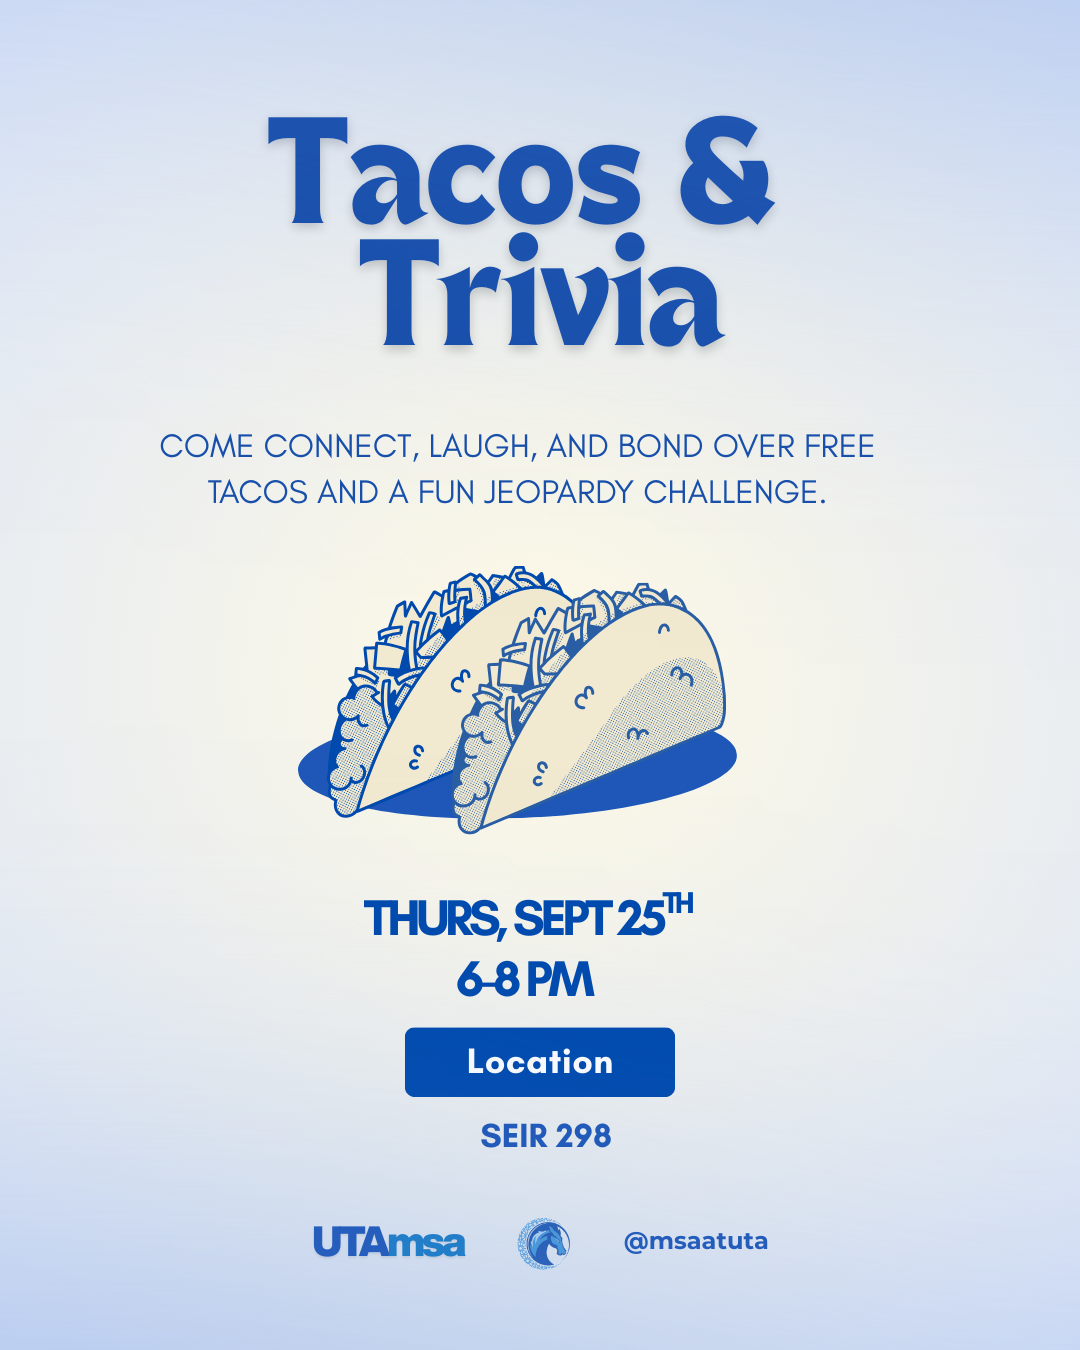 Tacos &
Trivia
COME CONNECT, LAUGH, AND BOND OVER FREE
TACOS AND A FUN JEOPARDY CHALLENGE.
THURS, SEPT 25TH
6-8 PM
Location
SEIR 298
UTAmsa
@msaatuta